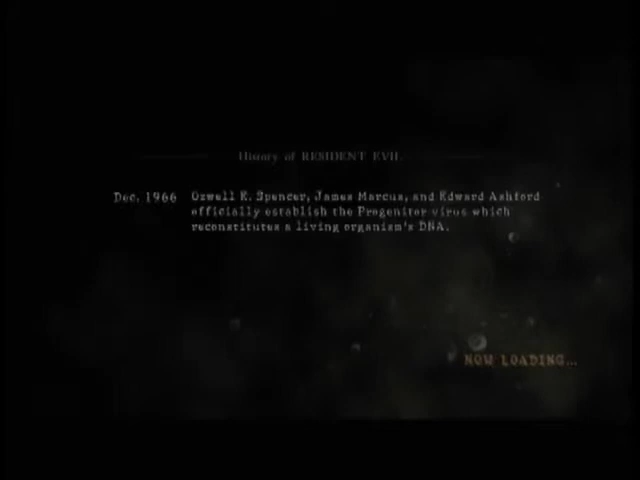 History of RESIDENT EVIL
Dec. 1966 Ozwell E. Spencer, James Marcus, and Edward Ashford
officially establish the Progenitor virus which
reconstitutes a living organism's DNA.
NOW LOADING...